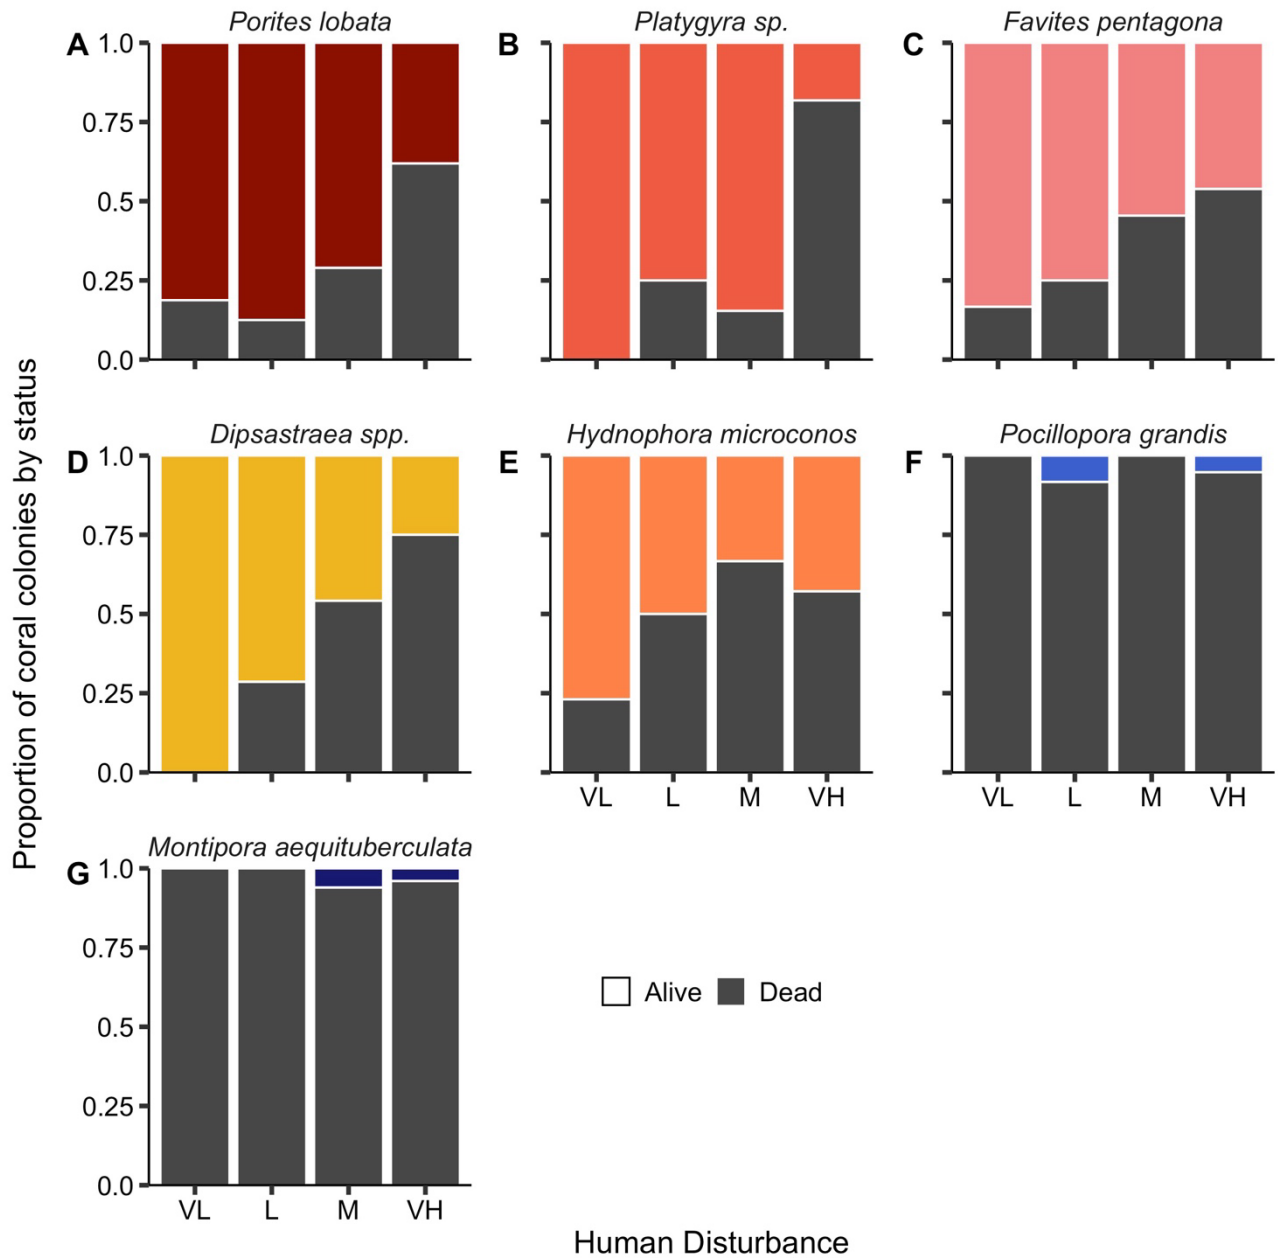 Porites lobata
Platygyra sp.
Favites pentagona
A
B
C
1.0
0.75
0.5
0.25
0.0
Dipsastraea spp.
Hydnophora microconos
Pocillopora grandis
D
E
F
1.0
0.75
0.5
0.25
0.0
VL L M VH
VL L M VH
Montipora aequituberculata
G
1.0
0.75
0.5
0.25
0.0
VL L M VH
Alive Dead
Proportion of coral colonies by status
Human Disturbance